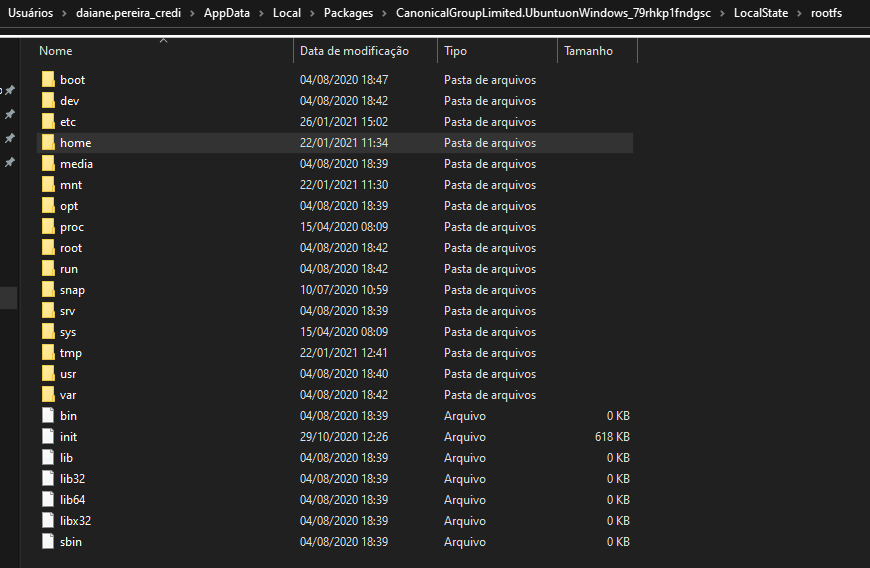 Usuários > daiane.pereira_credi > AppData > Local > Packages > CanonicalGroupLimited.UbuntuonWindows_79rhkp1fndgsc > LocalState > rootfs
Nome Data de modificação Tipo Tamanho
boot 04/08/2020 18:47 Pasta de arquivos
dev 04/08/2020 18:42 Pasta de arquivos
etc 26/01/2021 15:02 Pasta de arquivos
home 22/01/2021 11:34 Pasta de arquivos
media 04/08/2020 18:39 Pasta de arquivos
mnt 22/01/2021 11:30 Pasta de arquivos
opt 04/08/2020 18:39 Pasta de arquivos
proc 15/04/2020 08:09 Pasta de arquivos
root 04/08/2020 18:42 Pasta de arquivos
run 04/08/2020 18:42 Pasta de arquivos
snap 10/07/2020 10:59 Pasta de arquivos
srv 04/08/2020 18:39 Pasta de arquivos
sys 15/04/2020 08:09 Pasta de arquivos
tmp 22/01/2021 12:41 Pasta de arquivos
usr 04/08/2020 18:40 Pasta de arquivos
var 04/08/2020 18:42 Pasta de arquivos
bin 04/08/2020 18:39 Arquivo 0 KB
init 29/10/2020 12:26 Arquivo 618 KB
lib 04/08/2020 18:39 Arquivo 0 KB
lib32 04/08/2020 18:39 Arquivo 0 KB
lib64 04/08/2020 18:39 Arquivo 0 KB
libx32 04/08/2020 18:39 Arquivo 0 KB
sbin 04/08/2020 18:39 Arquivo 0 KB